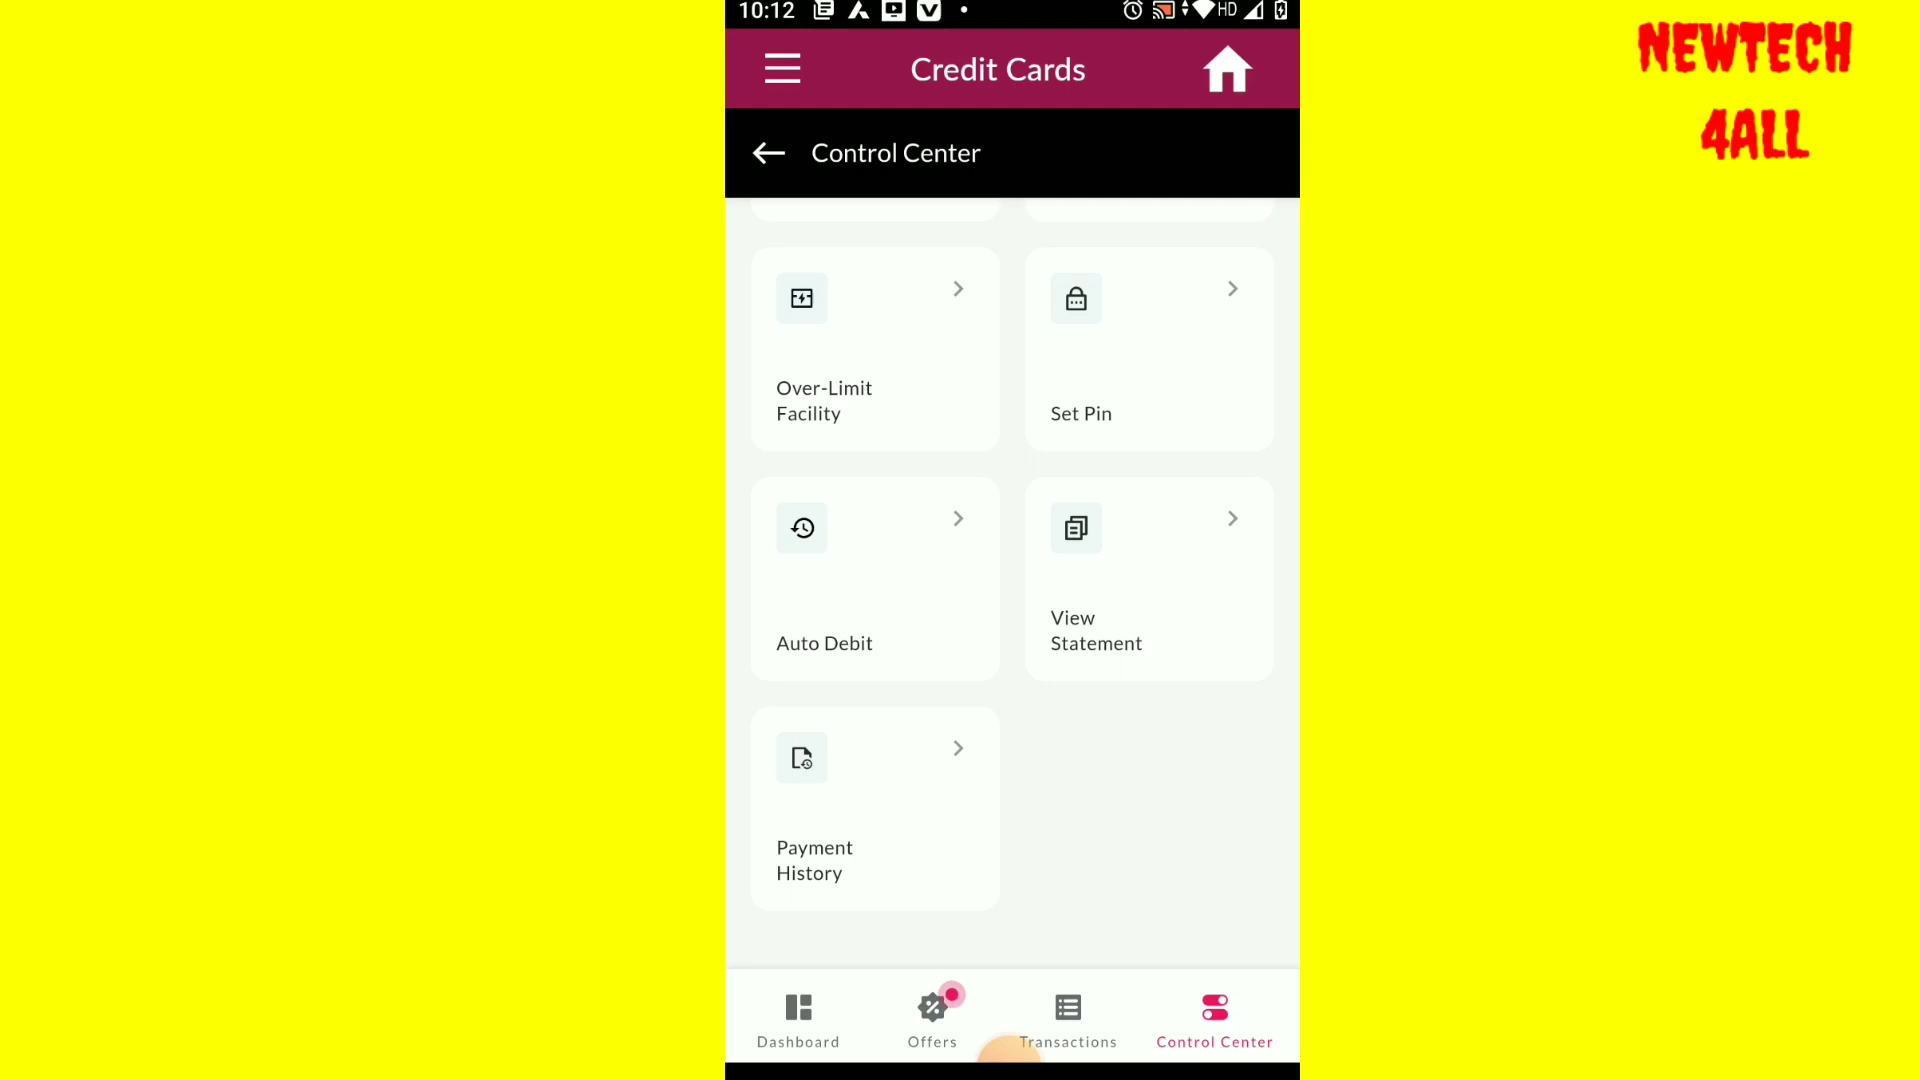 10:12
HD
NEWTECH
4ALL
Credit Cards
Control Center
Over-Limit
Facility
Set Pin
Auto Debit
View
Statement
Payment
History
Dashboard
Offers
Transactions
Control Center